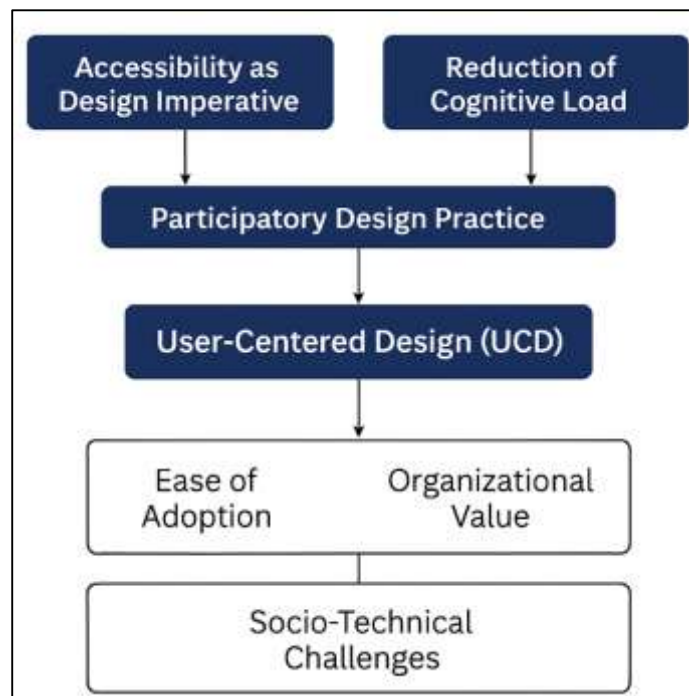 Accessibility as
Design Imperative
Reduction of
Cognitive Load
Participatory Design Practice
User-Centered Design (UCD)
Ease of
Adoption
Organizational
Value
Socio-Technical
Challenges